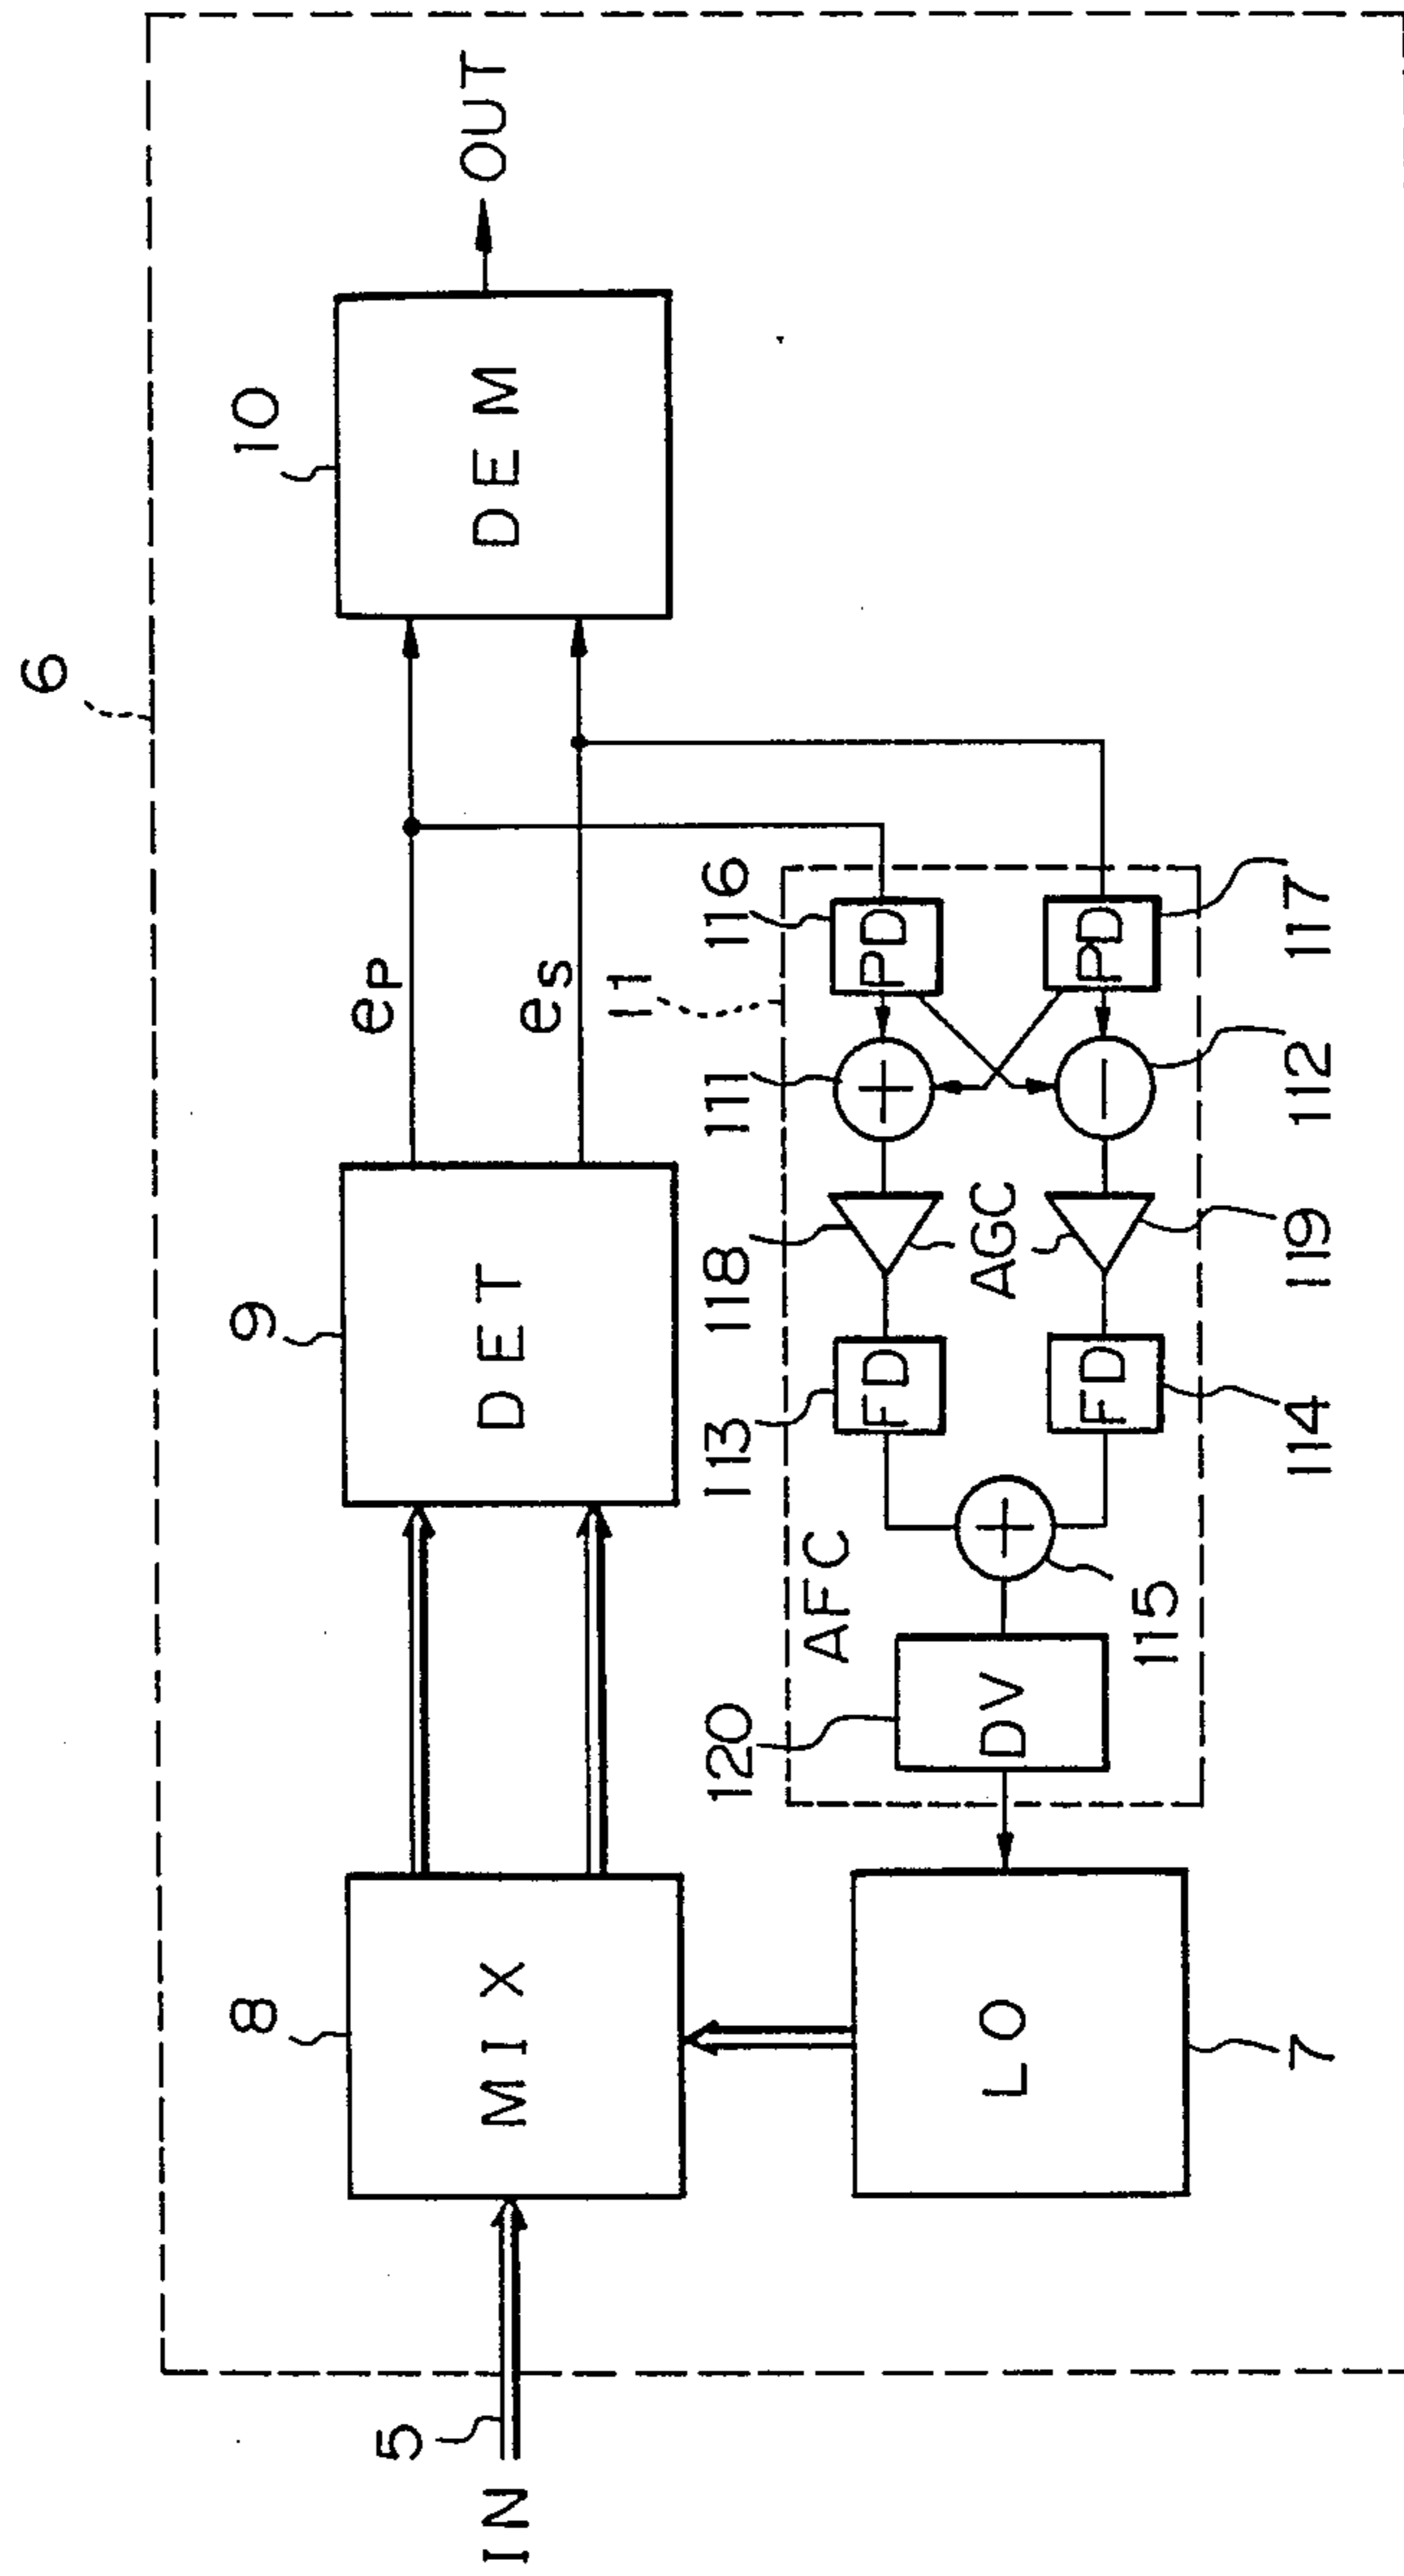 6
10
DEM
OUT
9
DET
eP
eS
8
MIX
IN
5
11
116
PD
117
PD
111
+
112
−
118
AGC
119
113
FD
114
FD
AFC
+
115
120
DV
LO
7